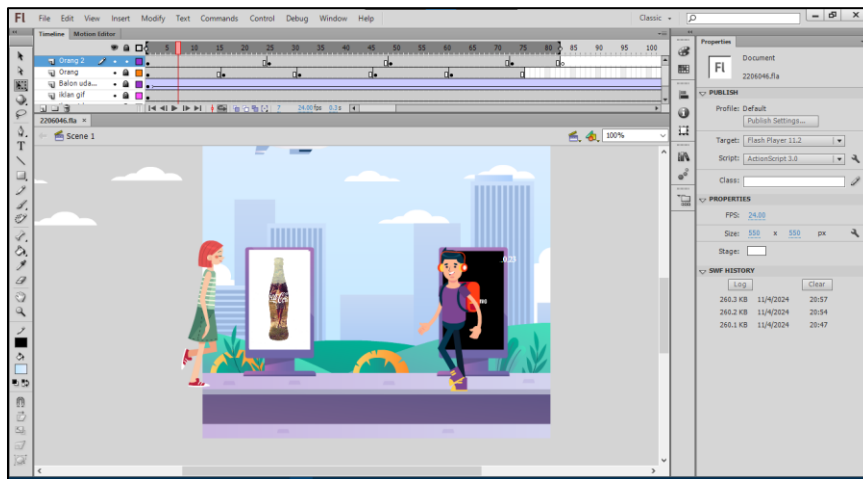 Fl File Edit View Insert Modify Text Commands Control Debug Window Help Classic
Timeline Motion Editor
5 10 15 20 25 30 35 40 45 50 55 60 65 70 75 80 85 90 95 100
Orang 2
Orang
Balon uda...
iklan gif
7 24.00 fps 0.3 s
2206046.fla ×
Scene 1 100%
Coca-Cola
Properties
Fl Document
2206046.fla
PUBLISH
Profile: Default
Publish Settings...
Target: Flash Player 11.2
Script: ActionScript 3.0
Class:
PROPERTIES
FPS: 24.00
Size: 550 x 550 px
Stage:
SWF HISTORY
Log Clear
260.3 KB 11/4/2024 20:57
260.2 KB 11/4/2024 20:54
260.1 KB 11/4/2024 20:47